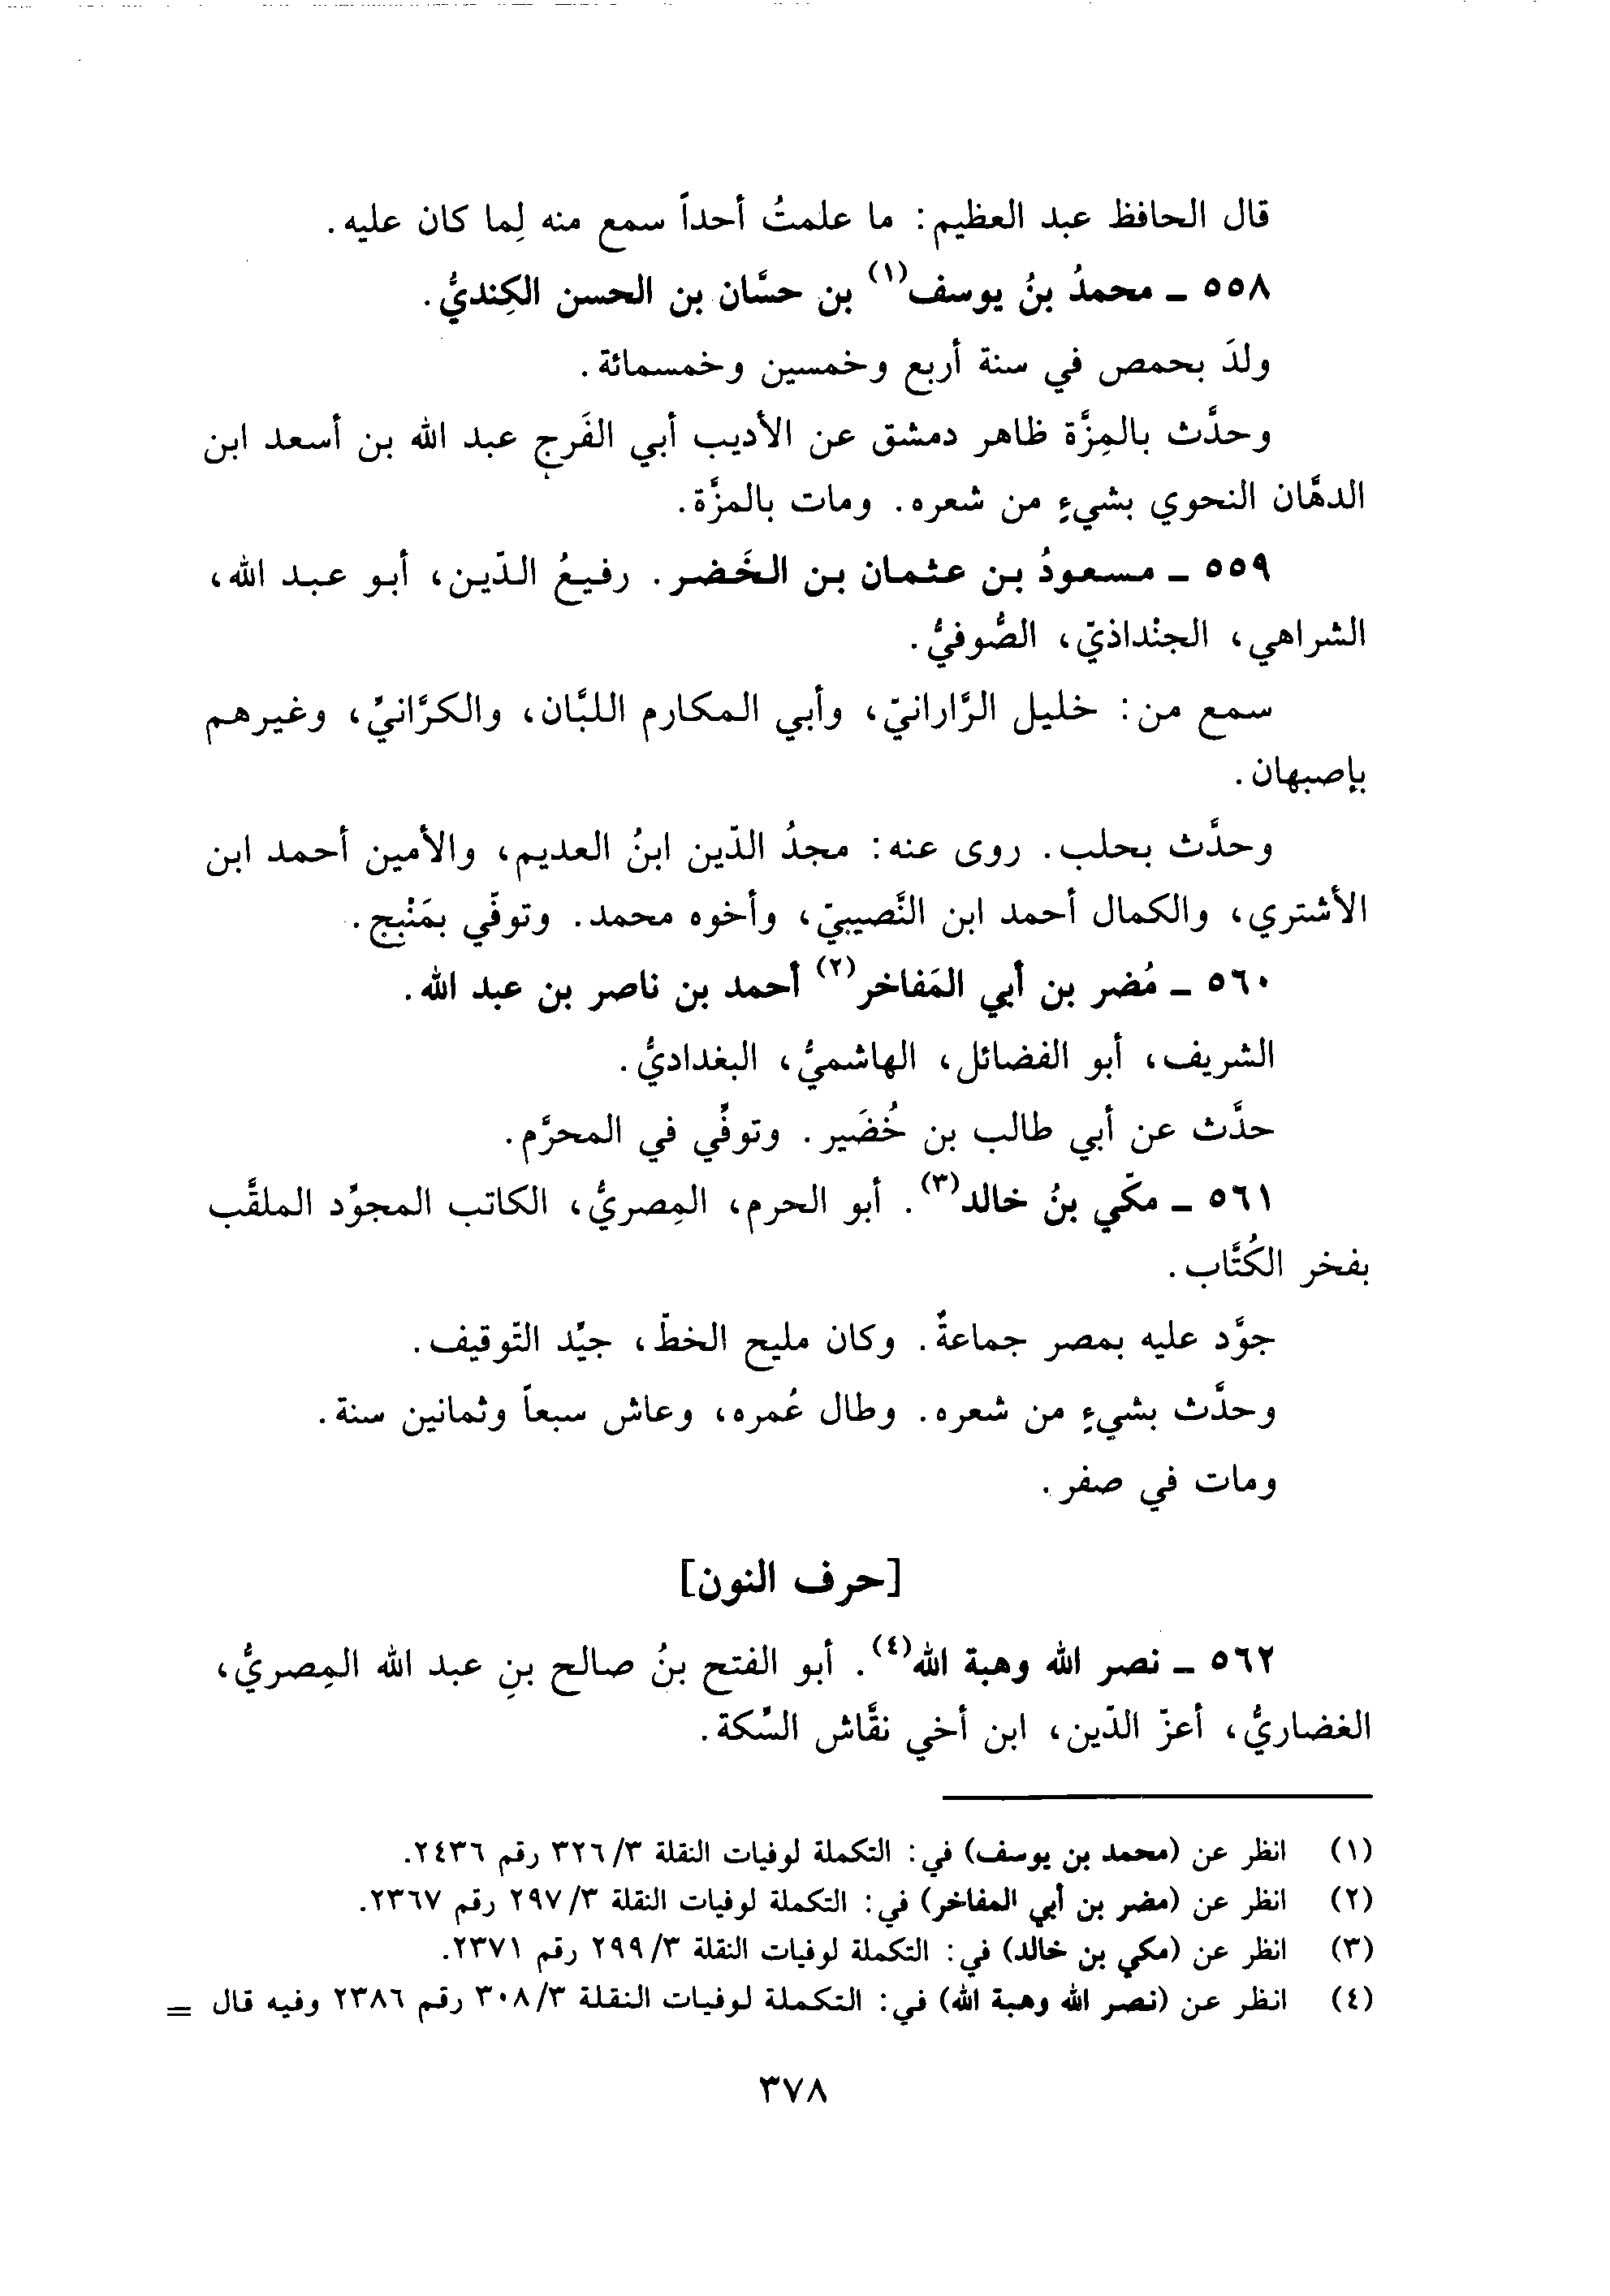 قال الحافظ عبد العظيم: ما علمتُ أحداً سمع منه لِما كان عليه.
٥٥٨ ـ محمدُ بنُ يوسف(١) بن حسَّان بن الحسن الكِنديُّ.
ولدَ بحمص في سنة أربع وخمسين وخمسمائة.
وحدَّث بالمِزَّة ظاهر دمشق عن الأديب أبي الفَرج عبد الله بن أسعد ابن
الدهَّان النحوي بشيءٍ من شعره. ومات بالمزَّة.
٥٥٩ ـ مسعودُ بن عثمان بن الخَضر. رفيعُ الدّين، أبو عبد الله،
الشراهي، الجنْداذيّ، الصُّوفيُّ.
سمع من: خليل الرَّارانيّ، وأبي المكارم اللبَّان، والكرَّانيِّ، وغيرهم
بإصبهان.
وحدَّث بحلب. روى عنه: مجدُ الدّين ابنُ العديم، والأمين أحمد ابن
الأشتري، والكمال أحمد ابن النَّصيبيّ، وأخوه محمد. وتوفّي بمَنْبج.
٥٦٠ ـ مُضر بن أبي المَفاخر(٢) أحمد بن ناصر بن عبد الله.
الشريف، أبو الفضائل، الهاشميُّ، البغداديُّ.
حدَّث عن أبي طالب بن خُضَير. وتوفِّي في المحرَّم.
٥٦١ ـ مكّي بنُ خالد(٣). أبو الحرم، المِصريُّ، الكاتب المجوِّد الملقَّب
بفخر الكُتَّاب.
جوَّد عليه بمصر جماعةٌ. وكان مليح الخطّ، جيِّد التّوقيف.
وحدَّث بشيءٍ من شعره. وطال عُمره، وعاش سبعاً وثمانين سنة.
ومات في صفر.
[حرف النون]
٥٦٢ ـ نصر الله وهبة الله(٤). أبو الفتح بنُ صالح بنِ عبد الله المِصريُّ،
الغضاريُّ، أعزّ الدّين، ابن أخي نقَّاش السِّكة.
(١) انظر عن (محمد بن يوسف) في: التكملة لوفيات النقلة ٣/ ٣٢٦ رقم ٢٤٣٦.
(٢) انظر عن (مضر بن أبي المفاخر) في: التكملة لوفيات النقلة ٣/ ٢٩٧ رقم ٢٣٦٧.
(٣) انظر عن (مكي بن خالد) في: التكملة لوفيات النقلة ٣/ ٢٩٩ رقم ٢٣٧١.
(٤) انظر عن (نصر الله وهبة الله) في: التكملة لوفيات النقلة ٣/ ٣٠٨ رقم ٢٣٨٦ وفيه قال =
٣٧٨